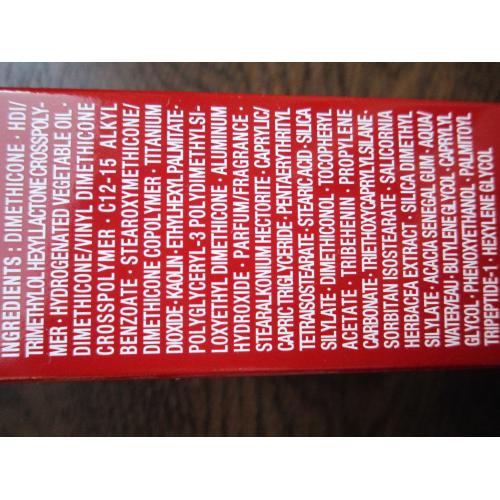 INGREDIENTS · DIMETHICONE · HDI/
TRIMETHYLOL HEXYLLACTONE CROSSPOLY-
MER · HYDROGENATED VEGETABLE OIL ·
DIMETHICONE/VINYL DIMETHICONE
CROSSPOLYMER · C12-15 ALKYL
BENZOATE · STEAROXYMETHICONE/
DIMETHICONE COPOLYMER · TITANIUM
DIOXIDE · KAOLIN · ETHYLHEXYL PALMITATE ·
POLYGLYCERYL-3 POLYDIMETHYLSI-
LOXYETHYL DIMETHICONE · ALUMINUM
HYDROXIDE · PARFUM/FRAGRANCE ·
STEARALKONIUM HECTORITE · CAPRYLIC/
CAPRIC TRIGLYCERIDE · PENTAERYTHRITYL
TETRAISOSTEARATE · STEARIC ACID · SILICA
SILYLATE · DIMETHICONOL · TOCOPHERYL
ACETATE · TRIBEHENIN · PROPYLENE
CARBONATE · TRIETHOXYCAPRYLYLSILANE ·
SORBITAN ISOSTEARATE · SALICORNIA
HERBACEA EXTRACT · SILICA DIMETHYL
SILYLATE · ACACIA SENEGAL GUM · AQUA/
WATER/EAU · BUTYLENE GLYCOL · CAPRYLYL
GLYCOL · PHENOXYETHANOL · PALMITOYL
TRIPEPTIDE-1 · HEXYLENE GLYCOL